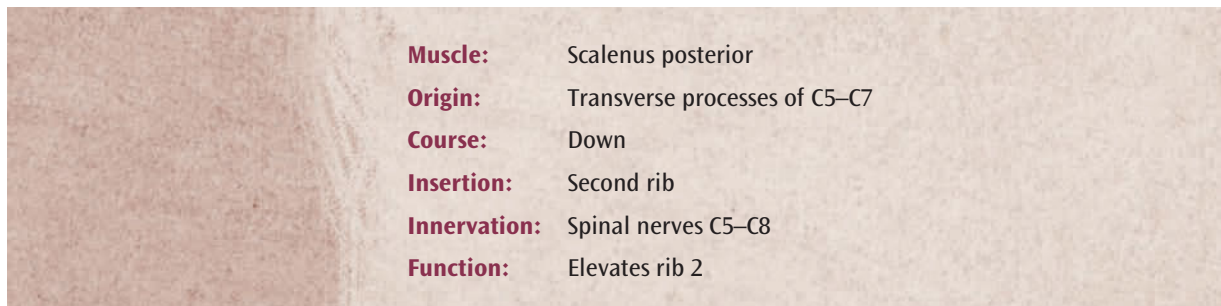 Muscle: Scalenus posterior
Origin: Transverse processes of C5–C7
Course: Down
Insertion: Second rib
Innervation: Spinal nerves C5–C8
Function: Elevates rib 2